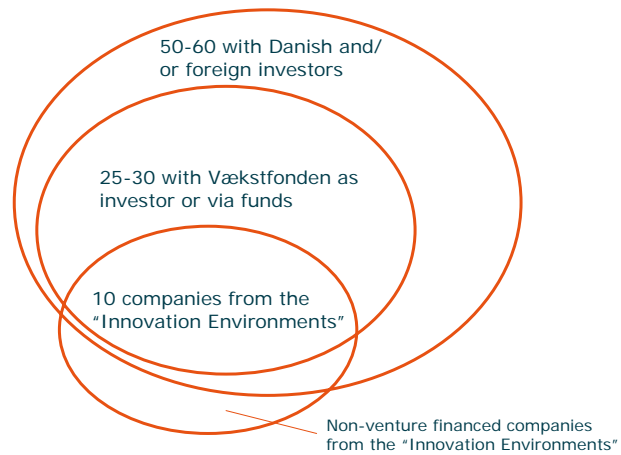 50-60 with Danish and/
or foreign investors
25-30 with Vækstfonden as
investor or via funds
10 companies from the
“Innovation Environments”
Non-venture financed companies
from the “Innovation Environments”